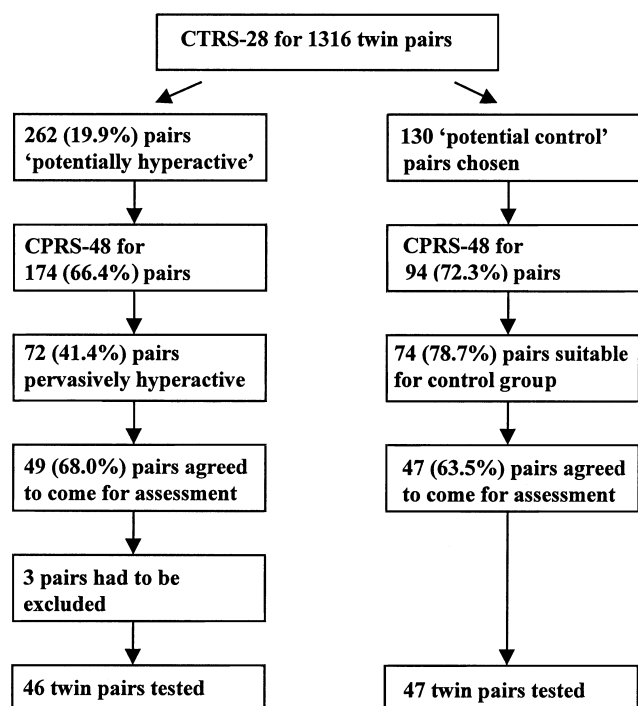 CTRS-28 for 1316 twin pairs
262 (19.9%) pairs
‘potentially hyperactive’
130 ‘potential control’
pairs chosen
CPRS-48 for
174 (66.4%) pairs
CPRS-48 for
94 (72.3%) pairs
72 (41.4%) pairs
pervasively hyperactive
74 (78.7%) pairs suitable
for control group
49 (68.0%) pairs agreed
to come for assessment
47 (63.5%) pairs agreed
to come for assessment
3 pairs had to be
excluded
46 twin pairs tested
47 twin pairs tested